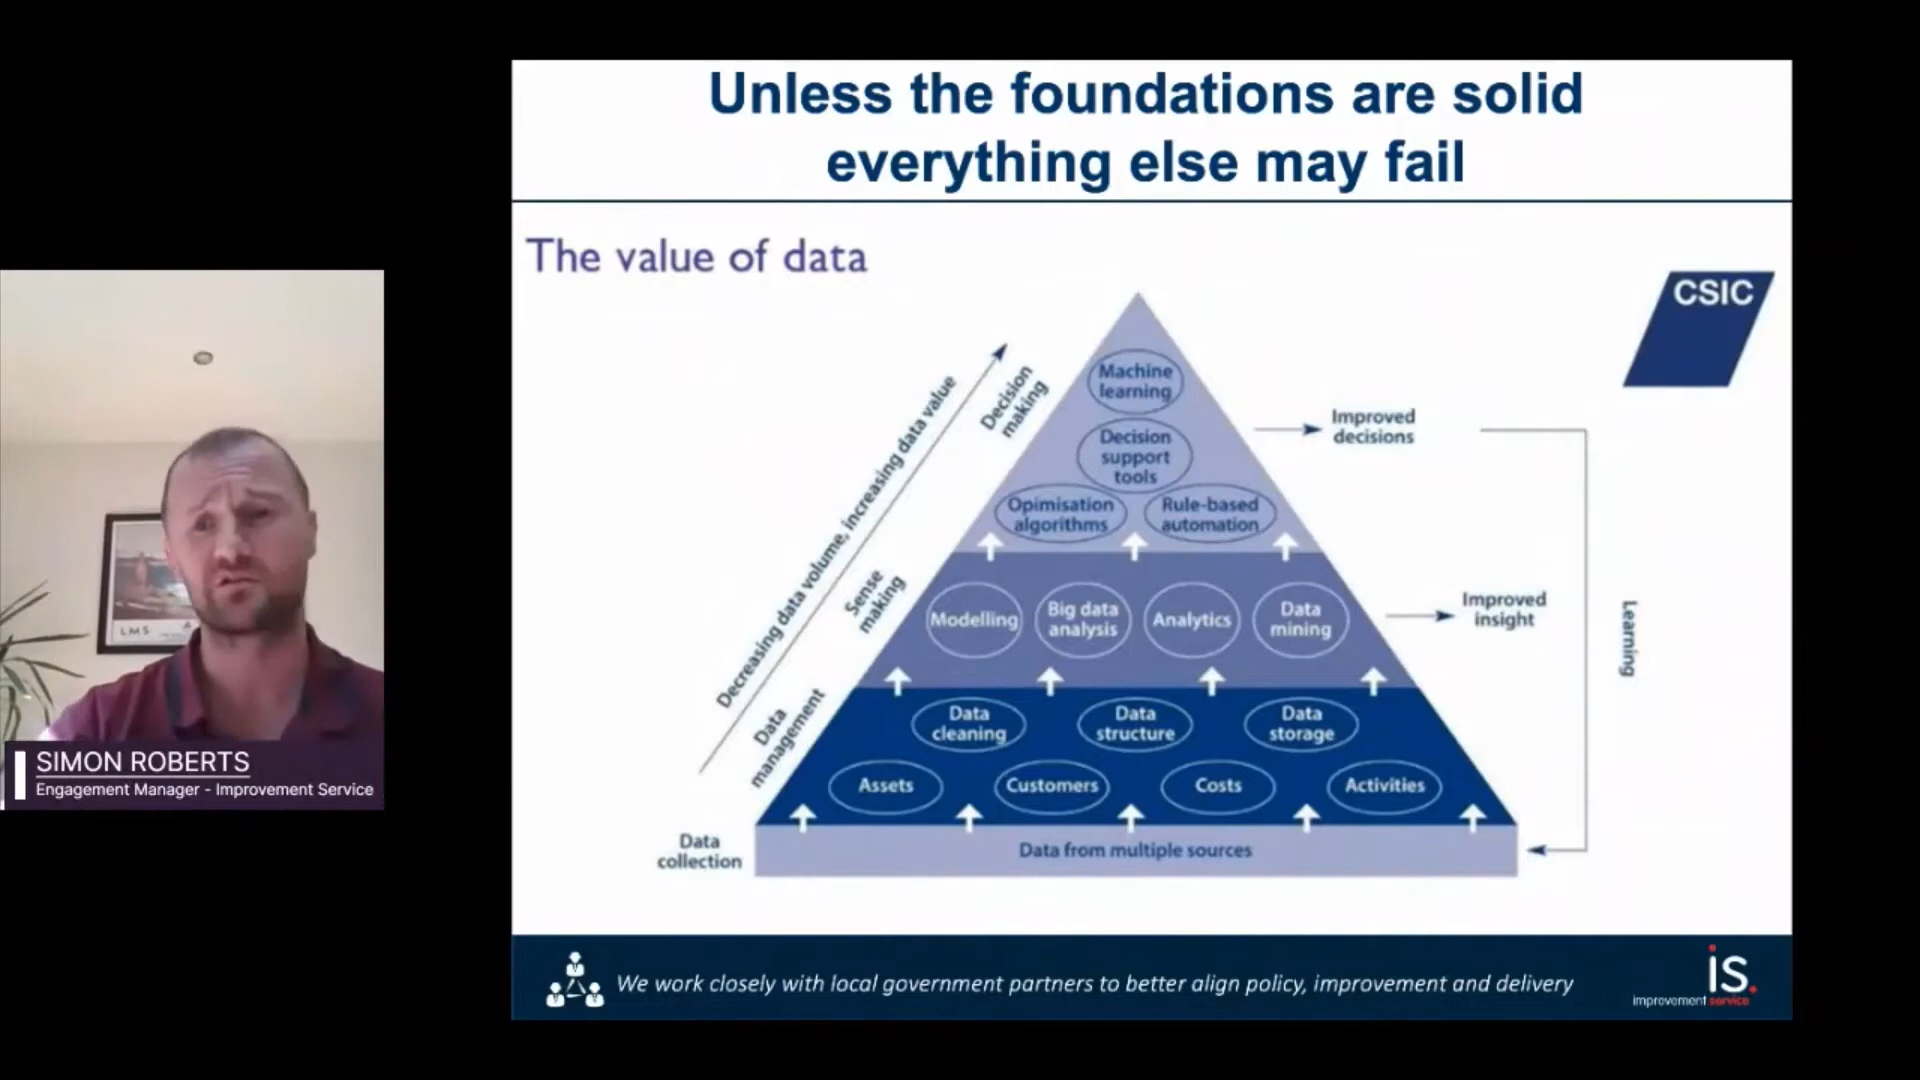 Unless the foundations are solid
everything else may fail
The value of data
CSIC
Machine
learning
Decision
support
tools
Opimisation
algorithms
Rule-based
automation
Modelling
Big data
analysis
Analytics
Data
mining
Data
cleaning
Data
structure
Data
storage
Assets
Customers
Costs
Activities
Data from multiple sources
Data
collection
Data
management
Sense
making
Decision
making
Decreasing data volume, increasing data value
Improved
decisions
Improved
insight
Learning
LMS
SIMON ROBERTS
Engagement Manager - Improvement Service
We work closely with local government partners to better align policy, improvement and delivery
is.
improvement service